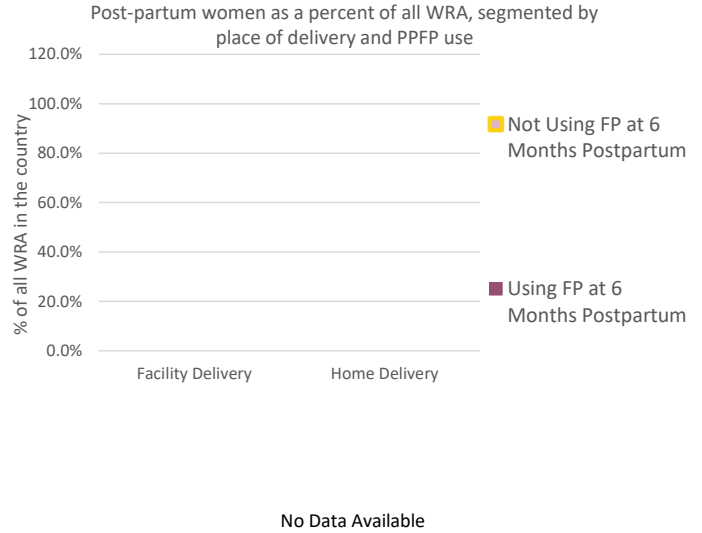 Post-partum women as a percent of all WRA, segmented by
place of delivery and PPFP use
120.0%
100.0%
80.0%
60.0%
40.0%
20.0%
0.0%
% of all WRA in the country
Facility Delivery
Home Delivery
Not Using FP at 6
Months Postpartum
Using FP at 6
Months Postpartum
No Data Available